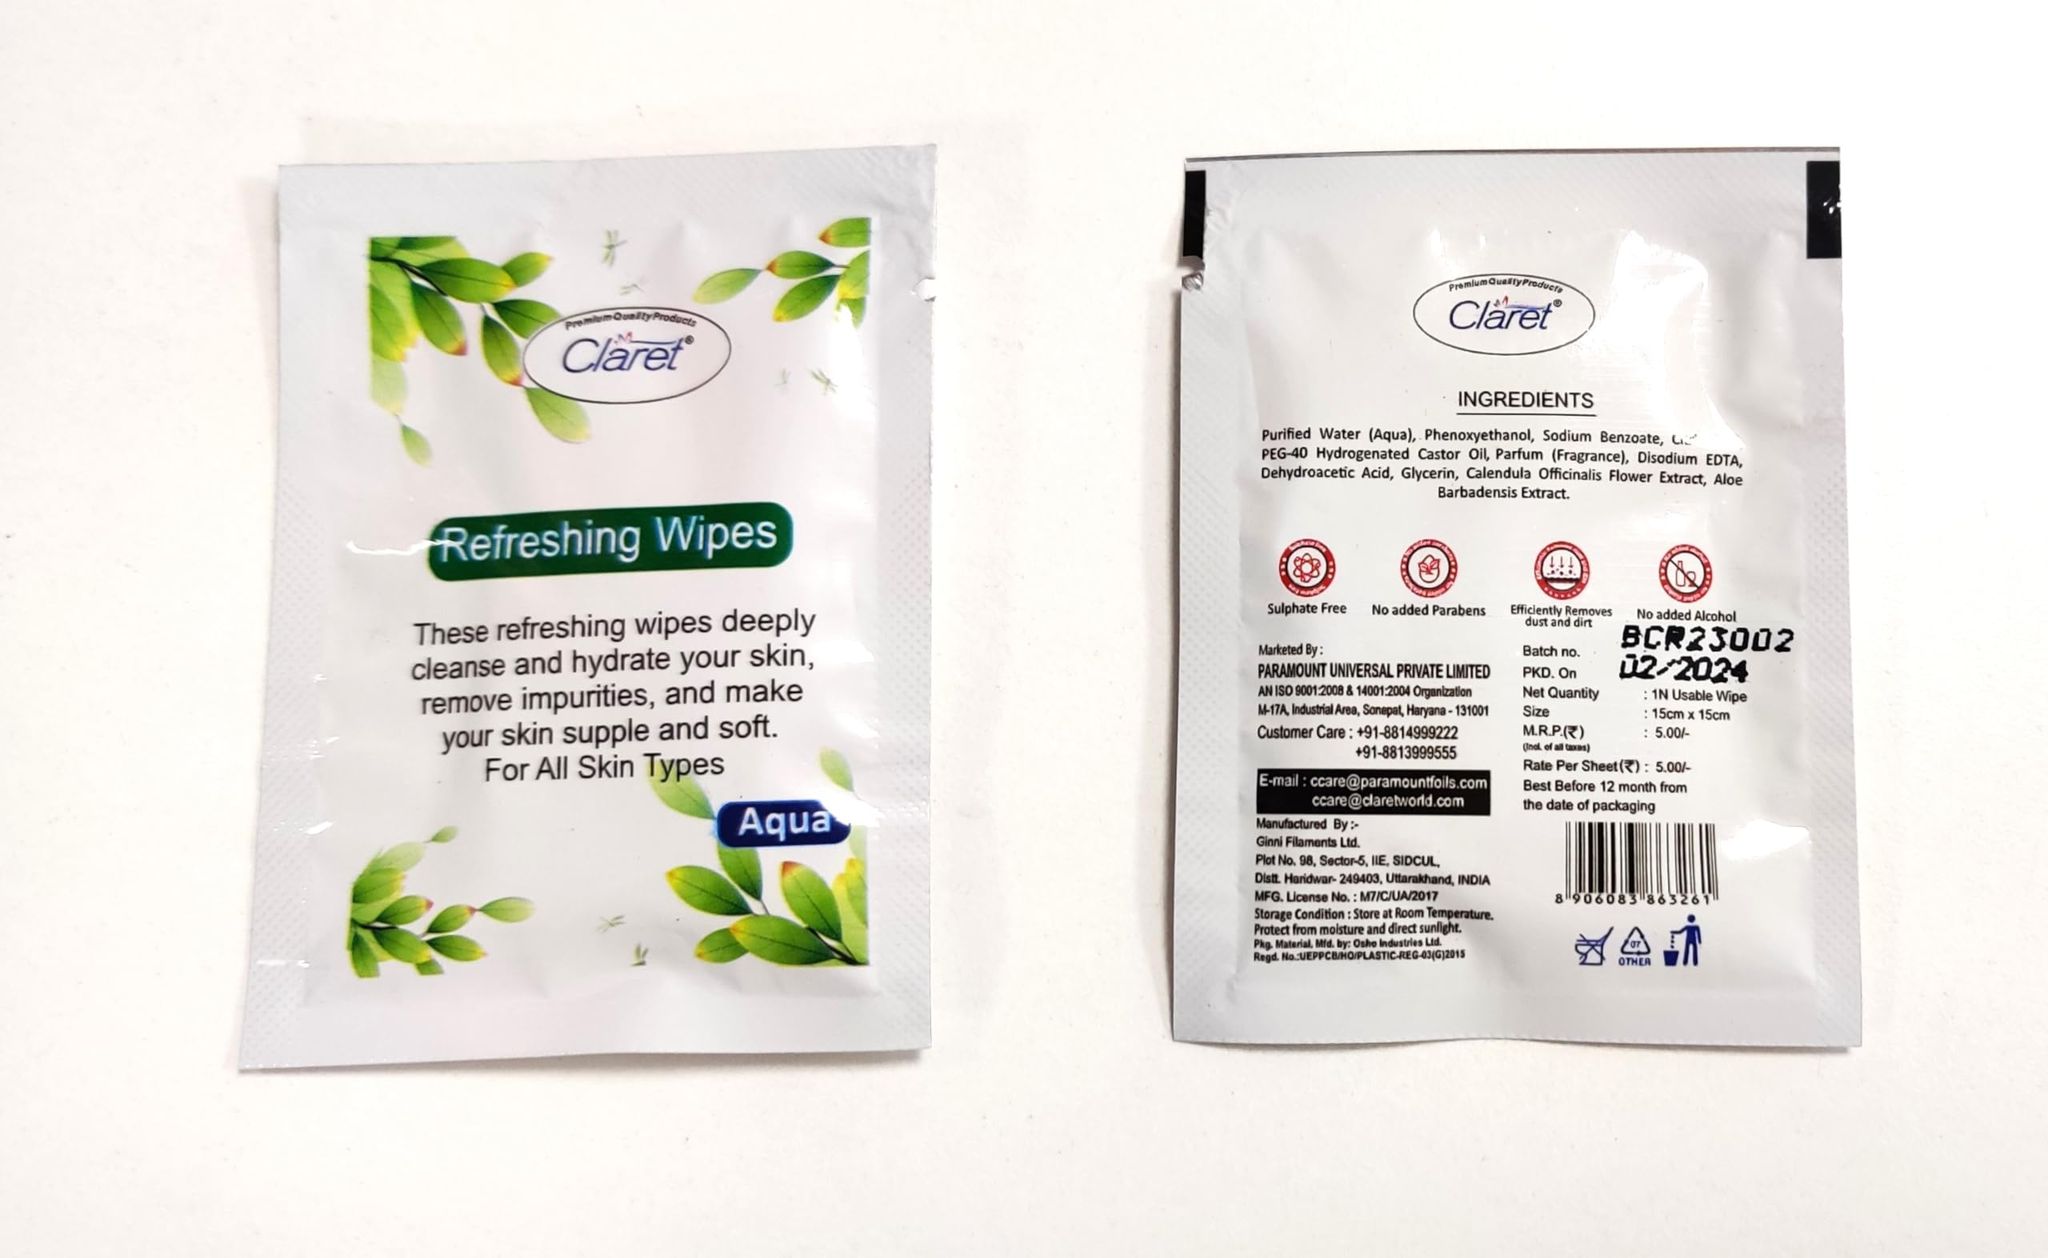 Premium Quality Products
Claret®
Refreshing Wipes
These refreshing wipes deeply
cleanse and hydrate your skin,
remove impurities, and make
your skin supple and soft.
For All Skin Types
Aqua
Premium Quality Products
Claret®
INGREDIENTS
Purified Water (Aqua), Phenoxyethanol, Sodium Benzoate,
PEG-40 Hydrogenated Castor Oil, Parfum (Fragrance), Disodium EDTA,
Dehydroacetic Acid, Glycerin, Calendula Officinalis Flower Extract, Aloe
Barbadensis Extract.
Sulphate Free
No added Parabens
Efficiently Removes
dust and dirt
No added Alcohol
Marketed By :
PARAMOUNT UNIVERSAL PRIVATE LIMITED
AN ISO 9001:2008 & 14001:2004 Organization
M-17A, Industrial Area, Sonepat, Haryana - 131001
Customer Care : +91-8814999222
+91-8813999555
E-mail : ccare@paramountfoils.com
ccare@claretworld.com
Manufactured By :-
Ginni Filaments Ltd.
Plot No. 98, Sector-5, IIE, SIDCUL,
Distt. Haridwar- 249403, Uttarakhand, INDIA
MFG. License No. : M7/C/UA/2017
Storage Condition : Store at Room Temperature.
Protect from moisture and direct sunlight.
Pkg. Material, Mfd. by: Osho Industries Ltd.
Regd. No.:UEPPCB/HO/PLASTIC-REG-03(G)2015
Batch no. BCR23002
PKD. On 02/2024
Net Quantity : 1N Usable Wipe
Size : 15cm x 15cm
M.R.P.(₹) : 5.00/-
(Incl. of all taxes)
Rate Per Sheet(₹) : 5.00/-
Best Before 12 month from
the date of packaging
8 906083 863261
07
OTHER